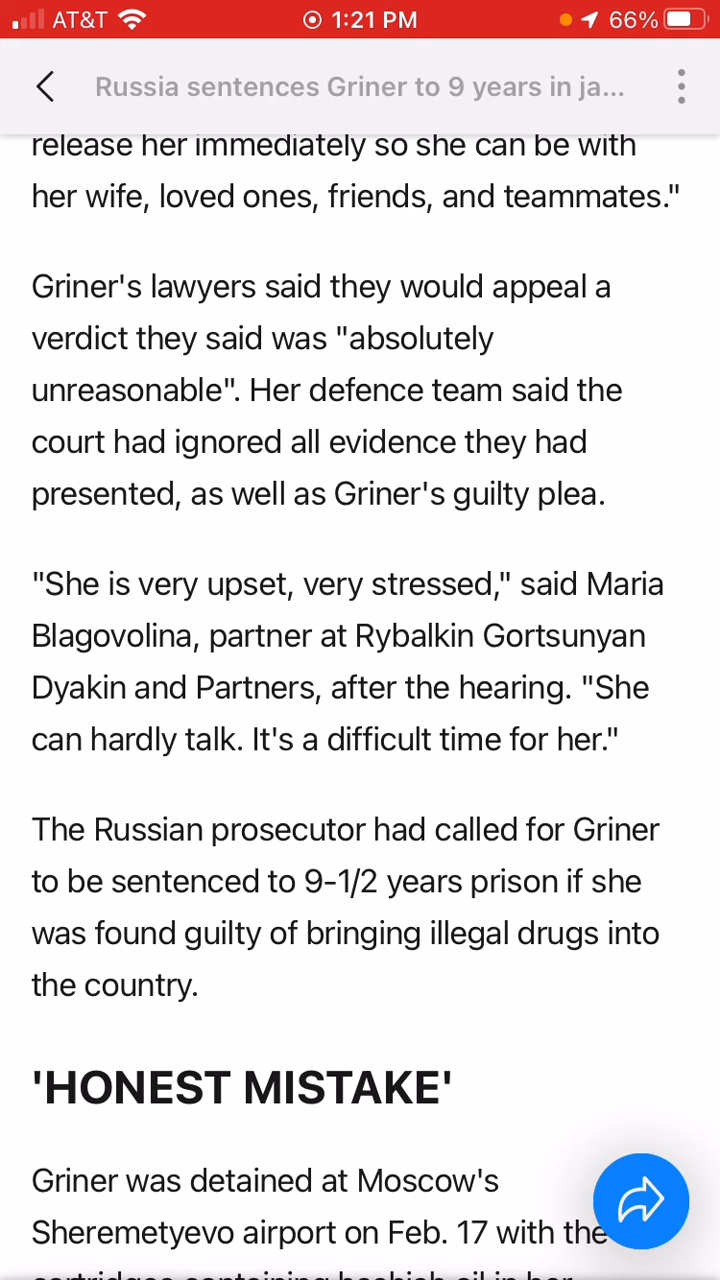 AT&T 1:21 PM 66%
Russia sentences Griner to 9 years in ja...
release her immediately so she can be with
her wife, loved ones, friends, and teammates."
Griner's lawyers said they would appeal a
verdict they said was "absolutely
unreasonable". Her defence team said the
court had ignored all evidence they had
presented, as well as Griner's guilty plea.
"She is very upset, very stressed," said Maria
Blagovolina, partner at Rybalkin Gortsunyan
Dyakin and Partners, after the hearing. "She
can hardly talk. It's a difficult time for her."
The Russian prosecutor had called for Griner
to be sentenced to 9-1/2 years prison if she
was found guilty of bringing illegal drugs into
the country.
'HONEST MISTAKE'
Griner was detained at Moscow's
Sheremetyevo airport on Feb. 17 with the
cartridges containing hashish oil in her